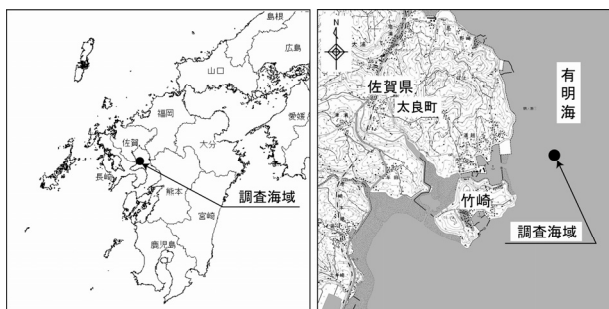 島根
広島
山口
愛媛
福岡
佐賀
大分
長崎
熊本
宮崎
鹿児島
調査海域
N
佐賀県
太良町
有明海
竹崎
調査海域